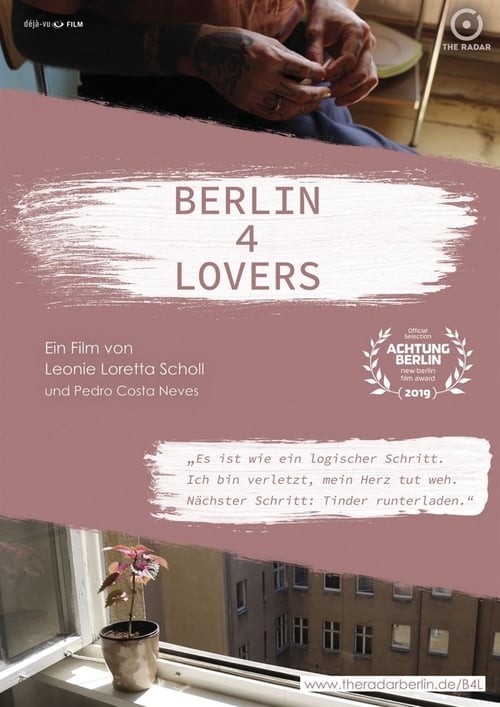 déjà-vu FILM
THE RADAR
BERLIN
4
LOVERS
Ein Film von
Leonie Loretta Scholl
und Pedro Costa Neves
Official
Selection
ACHTUNG
BERLIN
new berlin
film award
(2019)
„Es ist wie ein logischer Schritt.
Ich bin verletzt, mein Herz tut weh.
Nächster Schritt: Tinder runterladen.“
www.theradarberlin.de/B4L